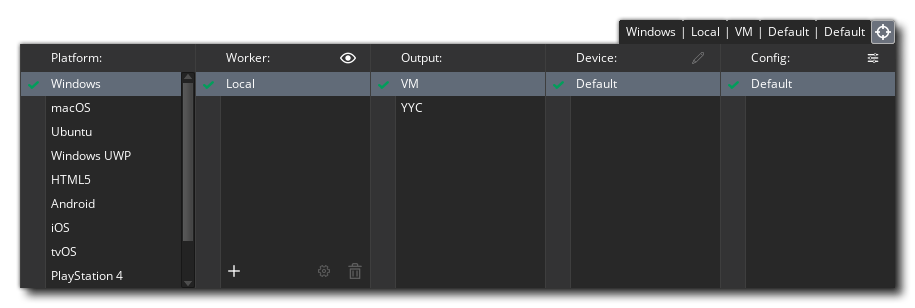 Windows | Local | VM | Default | Default
Platform: Worker: Output: Device: Config:
Windows Local VM Default Default
macOS YYC
Ubuntu
Windows UWP
HTML5
Android
iOS
tvOS
PlayStation 4